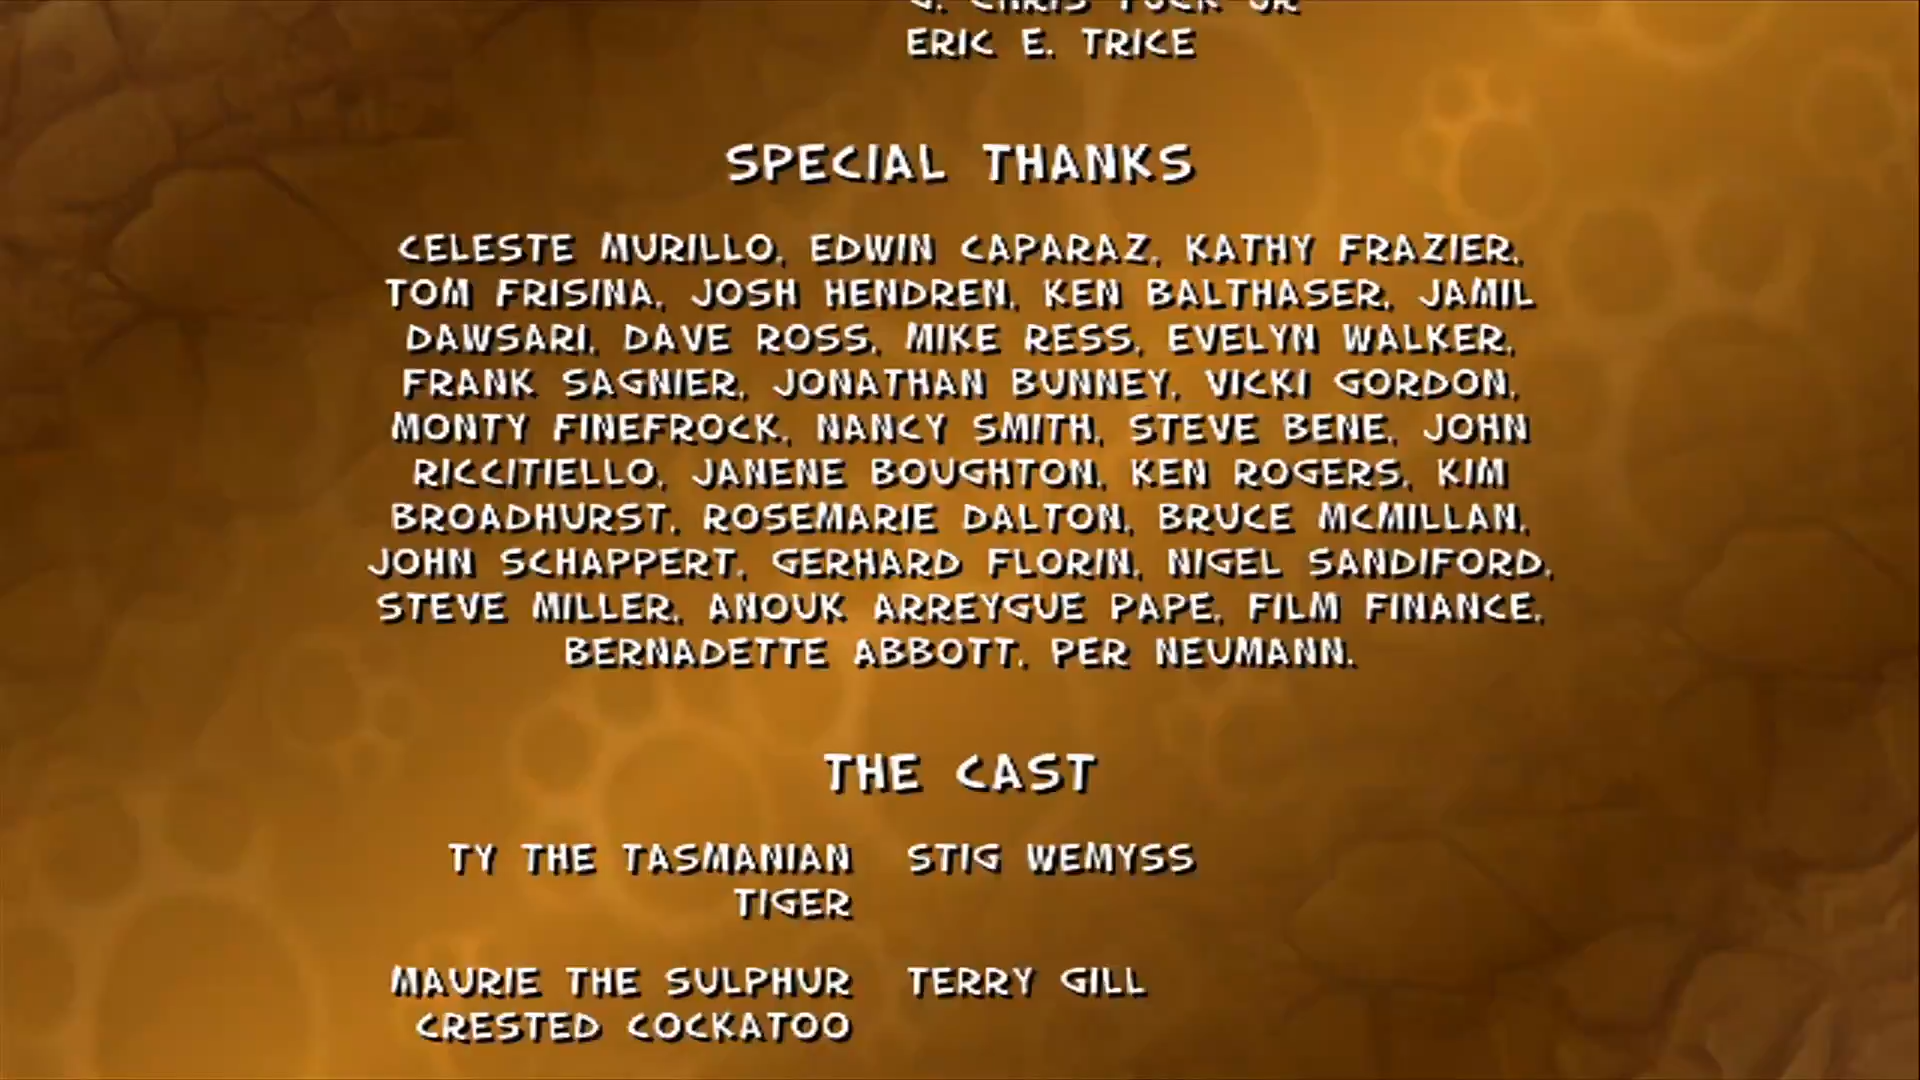 ERIC E. TRICE
SPECIAL THANKS
CELESTE MURILLO, EDWIN CAPARAZ, KATHY FRAZIER,
TOM FRISINA, JOSH HENDREN, KEN BALTHASER, JAMIL
DAWSARI, DAVE ROSS, MIKE RESS, EVELYN WALKER,
FRANK SAGNIER, JONATHAN BUNNEY, VICKI GORDON,
MONTY FINEFROCK, NANCY SMITH, STEVE BENE, JOHN
RICCITIELLO, JANENE BOUGHTON, KEN ROGERS, KIM
BROADHURST, ROSEMARIE DALTON, BRUCE MCMILLAN,
JOHN SCHAPPERT, GERHARD FLORIN, NIGEL SANDIFORD,
STEVE MILLER, ANOUK ARREYGUE PAPE, FILM FINANCE,
BERNADETTE ABBOTT, PER NEUMANN.
THE CAST
TY THE TASMANIAN STIG WEMYSS
TIGER
MAURIE THE SULPHUR TERRY GILL
CRESTED COCKATOO